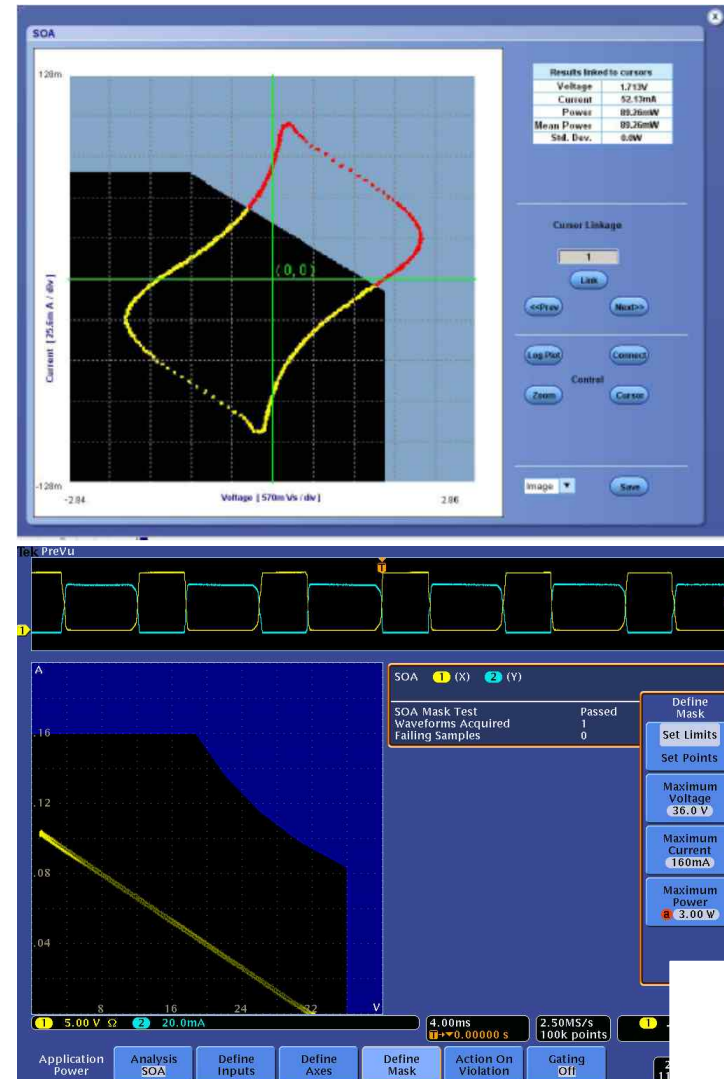 SOA
128m
Results linked to cursors
Voltage 1.713V
Current 52.13mA
Power 89.26mW
Mean Power 89.26mW
Std. Dev. 0.0W
Cursor Linkage
1
Link
<<Prev Next>>
Log Plot Connect
Control
Zoom Cursor
(0,0)
Current [ 25.6m A / div]
-128m
-2.84 Voltage [ 570m Vs / div ] 2.86
Image Save
Tek PreVu
T
1
A
SOA 1 (X) 2 (Y)
SOA Mask Test Passed
Waveforms Acquired 1
Failing Samples 0
Define
Mask
Set Limits
Set Points
Maximum
Voltage
36.0 V
Maximum
Current
160mA
Maximum
Power
a 3.00 W
.16
.12
.08
.04
8 16 24 32 V
1 5.00 V Ω 2 20.0mA 4.00ms 2.50MS/s 1
T→▼0.00000 s 100k points
Application Analysis Define Define Define Action On Gating
Power SOA Inputs Axes Mask Violation Off